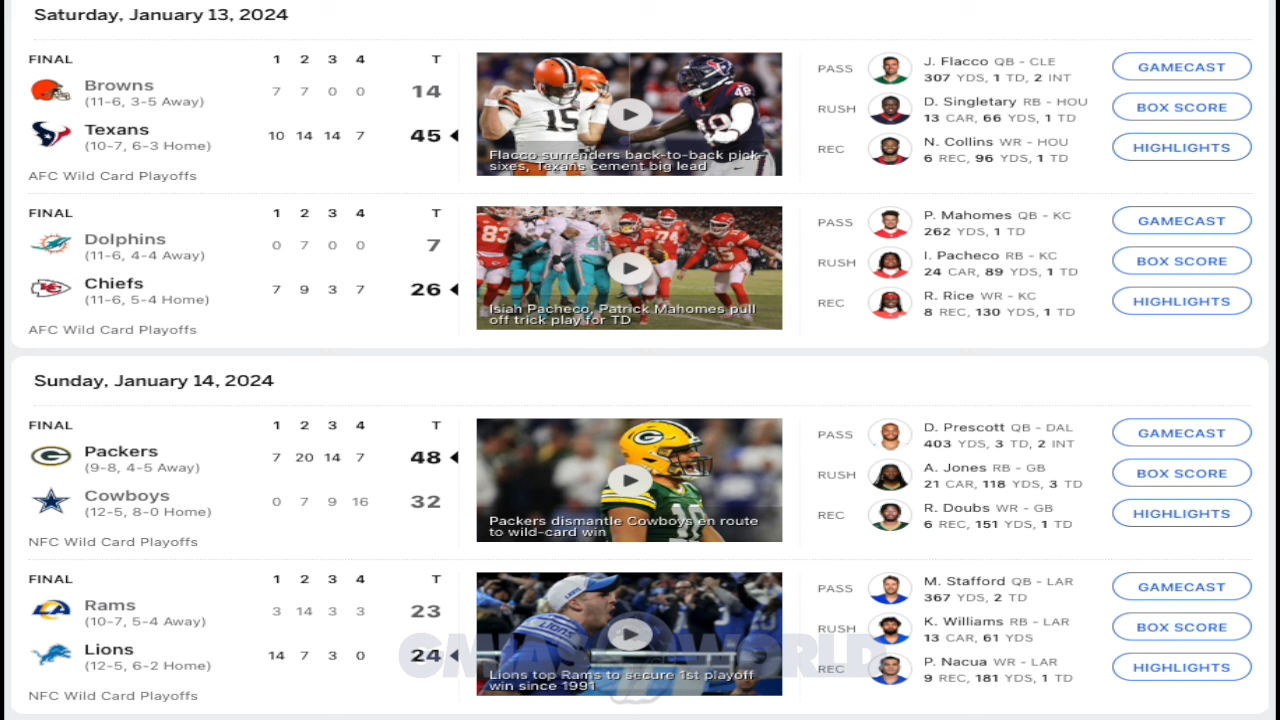 Saturday, January 13, 2024
FINAL 1 2 3 4 T
Browns 7 7 0 0 14
(11-6, 3-5 Away)
Texans 10 14 14 7 45
(10-7, 6-3 Home)
AFC Wild Card Playoffs
15
48
Flacco surrenders back-to-back pick-
sixes, Texans cement big lead
PASS J. Flacco QB - CLE
307 YDS, 1 TD, 2 INT
RUSH D. Singletary RB - HOU
13 CAR, 66 YDS, 1 TD
REC N. Collins WR - HOU
6 REC, 96 YDS, 1 TD
GAMECAST
BOX SCORE
HIGHLIGHTS
FINAL 1 2 3 4 T
Dolphins 0 7 0 0 7
(11-6, 4-4 Away)
Chiefs 7 9 3 7 26
(11-6, 5-4 Home)
AFC Wild Card Playoffs
83
74
Isiah Pacheco, Patrick Mahomes pull
off trick play for TD
PASS P. Mahomes QB - KC
262 YDS, 1 TD
RUSH I. Pacheco RB - KC
24 CAR, 89 YDS, 1 TD
REC R. Rice WR - KC
8 REC, 130 YDS, 1 TD
GAMECAST
BOX SCORE
HIGHLIGHTS
Sunday, January 14, 2024
FINAL 1 2 3 4 T
Packers 7 20 14 7 48
(9-8, 4-5 Away)
Cowboys 0 7 9 16 32
(12-5, 8-0 Home)
NFC Wild Card Playoffs
Packers dismantle Cowboys en route
to wild-card win
PASS D. Prescott QB - DAL
403 YDS, 3 TD, 2 INT
RUSH A. Jones RB - GB
21 CAR, 118 YDS, 3 TD
REC R. Doubs WR - GB
6 REC, 151 YDS, 1 TD
GAMECAST
BOX SCORE
HIGHLIGHTS
FINAL 1 2 3 4 T
Rams 3 14 3 3 23
(10-7, 5-4 Away)
Lions 14 7 3 0 24
(12-5, 6-2 Home)
NFC Wild Card Playoffs
LIONS
Lions top Rams to secure 1st playoff
win since 1991
PASS M. Stafford QB - LAR
367 YDS, 2 TD
RUSH K. Williams RB - LAR
13 CAR, 61 YDS
REC P. Nacua WR - LAR
9 REC, 181 YDS, 1 TD
GAMECAST
BOX SCORE
HIGHLIGHTS